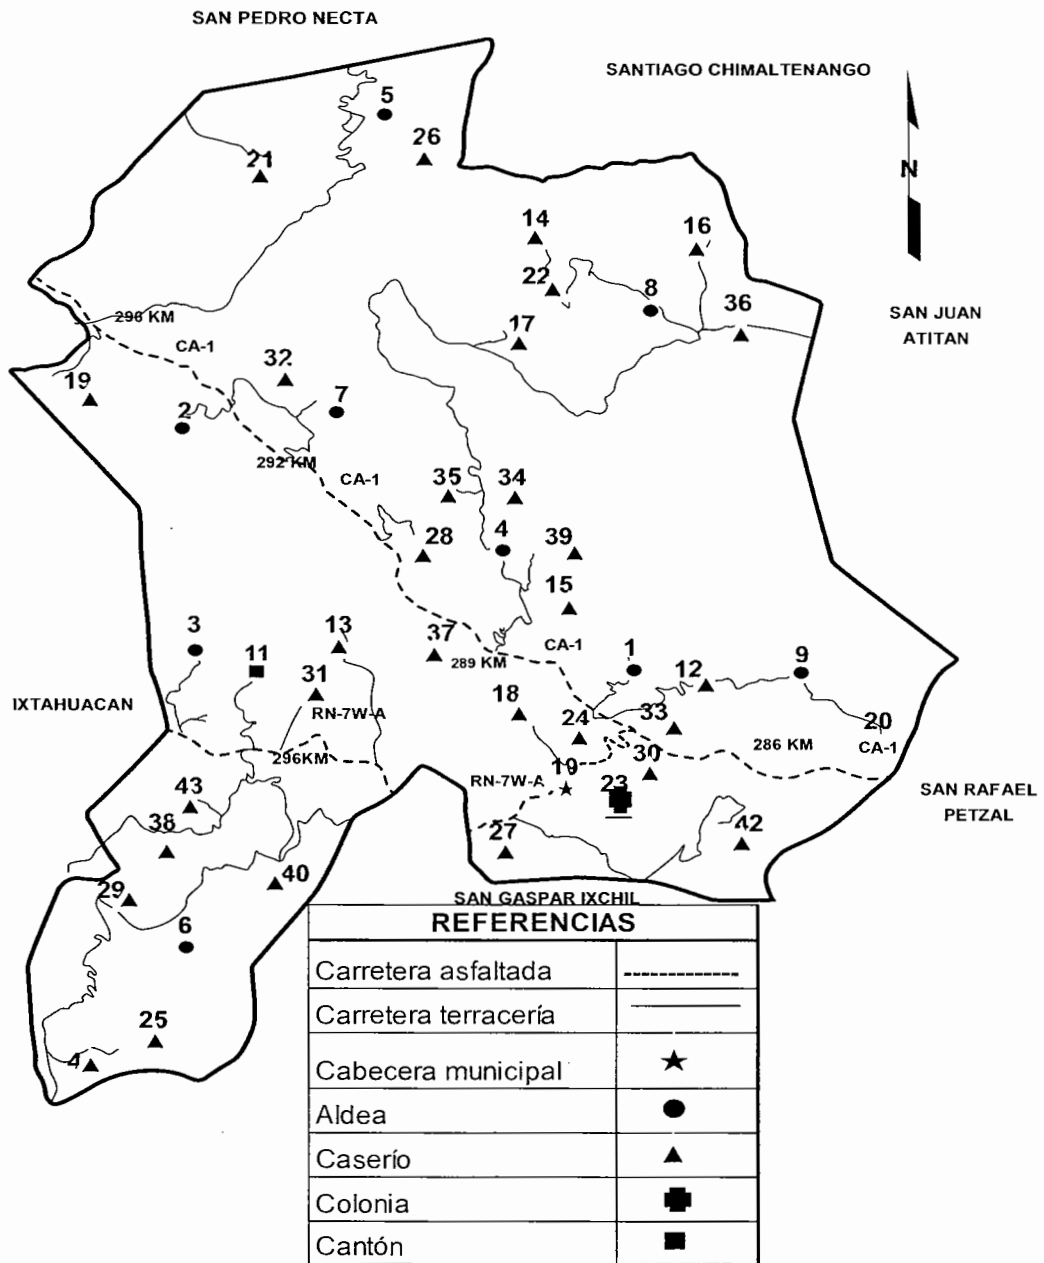 SAN PEDRO NECTA
SANTIAGO CHIMALTENANGO
5
26
21
N
14
16
22
8
36
SAN JUAN
ATITAN
296 KM
17
CA-1
32
19
7
2
292 KM
CA-1
35
34
4
28
39
15
3
13
37
CA-1
1
9
11
289 KM
12
31
IXTAHUACAN
18
RN-7W-A
33
20
24
286 KM
CA-1
296KM
30
19
RN-7W-A
23
SAN RAFAEL
PETZAL
43
38
27
42
40
29
SAN GASPAR IXCHIL
6
25
4
REFERENCIAS
Carretera asfaltada
Carretera terracería
Cabecera municipal
Aldea
Caserío
Colonia
Cantón